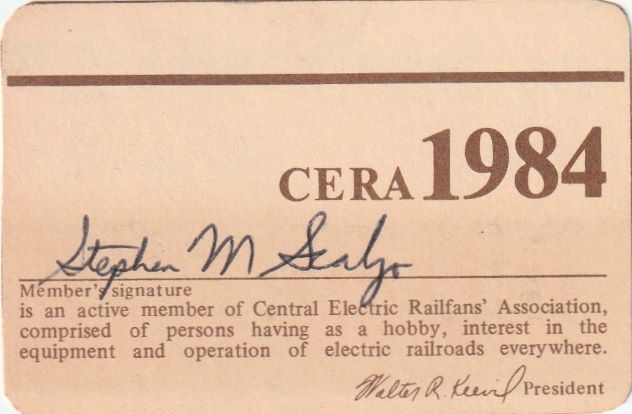 CERA 1984
Stephen M Scalzo
Member's signature
is an active member of Central Electric Railfans' Association,
comprised of persons having as a hobby, interest in the
equipment and operation of electric railroads everywhere.
Walter R. Keevil President